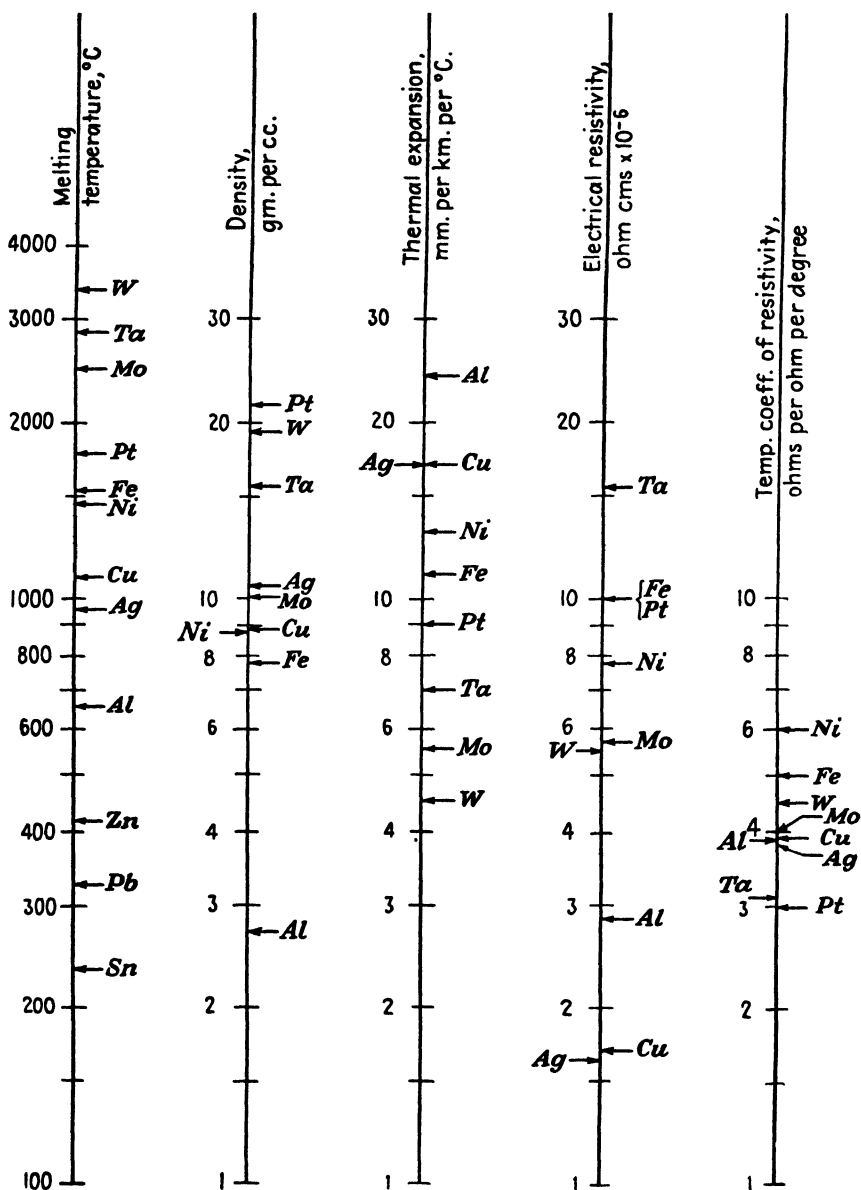 Melting
temperature, °C
4000
W
3000
Ta
Mo
2000
Pt
Fe
Ni
Cu
1000
Ag
800
Al
600
Zn
400
Pb
300
Sn
200
100
Density,
gm. per cc.
30
Pt
20
W
Ta
Ag
10
Mo
Cu
Ni
8
Fe
6
4
3
Al
2
1
Thermal expansion,
mm. per km. per °C.
30
Al
20
Ag
Cu
Ni
Fe
10
Pt
8
Ta
6
Mo
W
4
3
2
1
Electrical resistivity,
ohm cms x 10-6
30
20
Ta
10
{Fe
{Pt
8
Ni
6
Mo
W
4
3
Al
2
Cu
Ag
1
Temp. coeff. of resistivity,
ohms per ohm per degree
10
8
6
Ni
Fe
W
Mo
4
Cu
Al
Ag
Ta
3
Pt
2
1